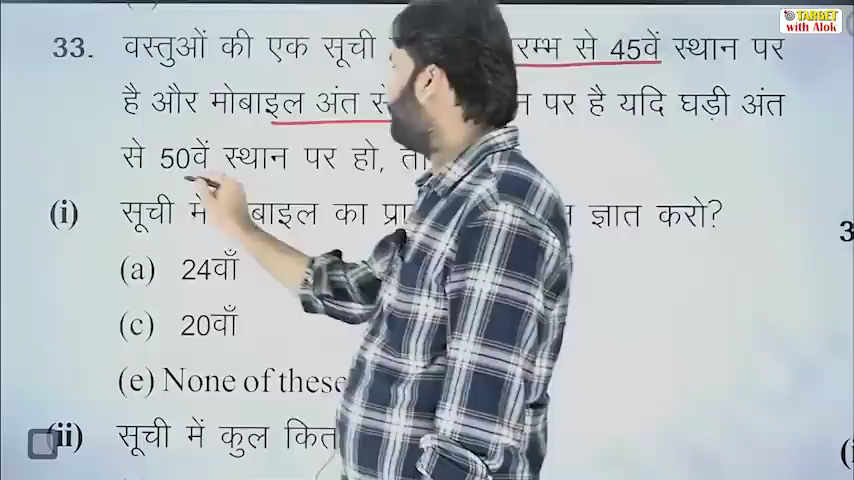 TARGET
with Alok
33. वस्तुओं की एक सूची रम्भ से 45वें स्थान पर
है और मोबाइल अंत से पर है यदि घड़ी अंत
से 50वें स्थान पर हो,
(i) सूची में बाइल का ज्ञात करो?
(a) 24वाँ
(c) 20वाँ
(e) None of these
(ii) सूची में कुल
3
(i